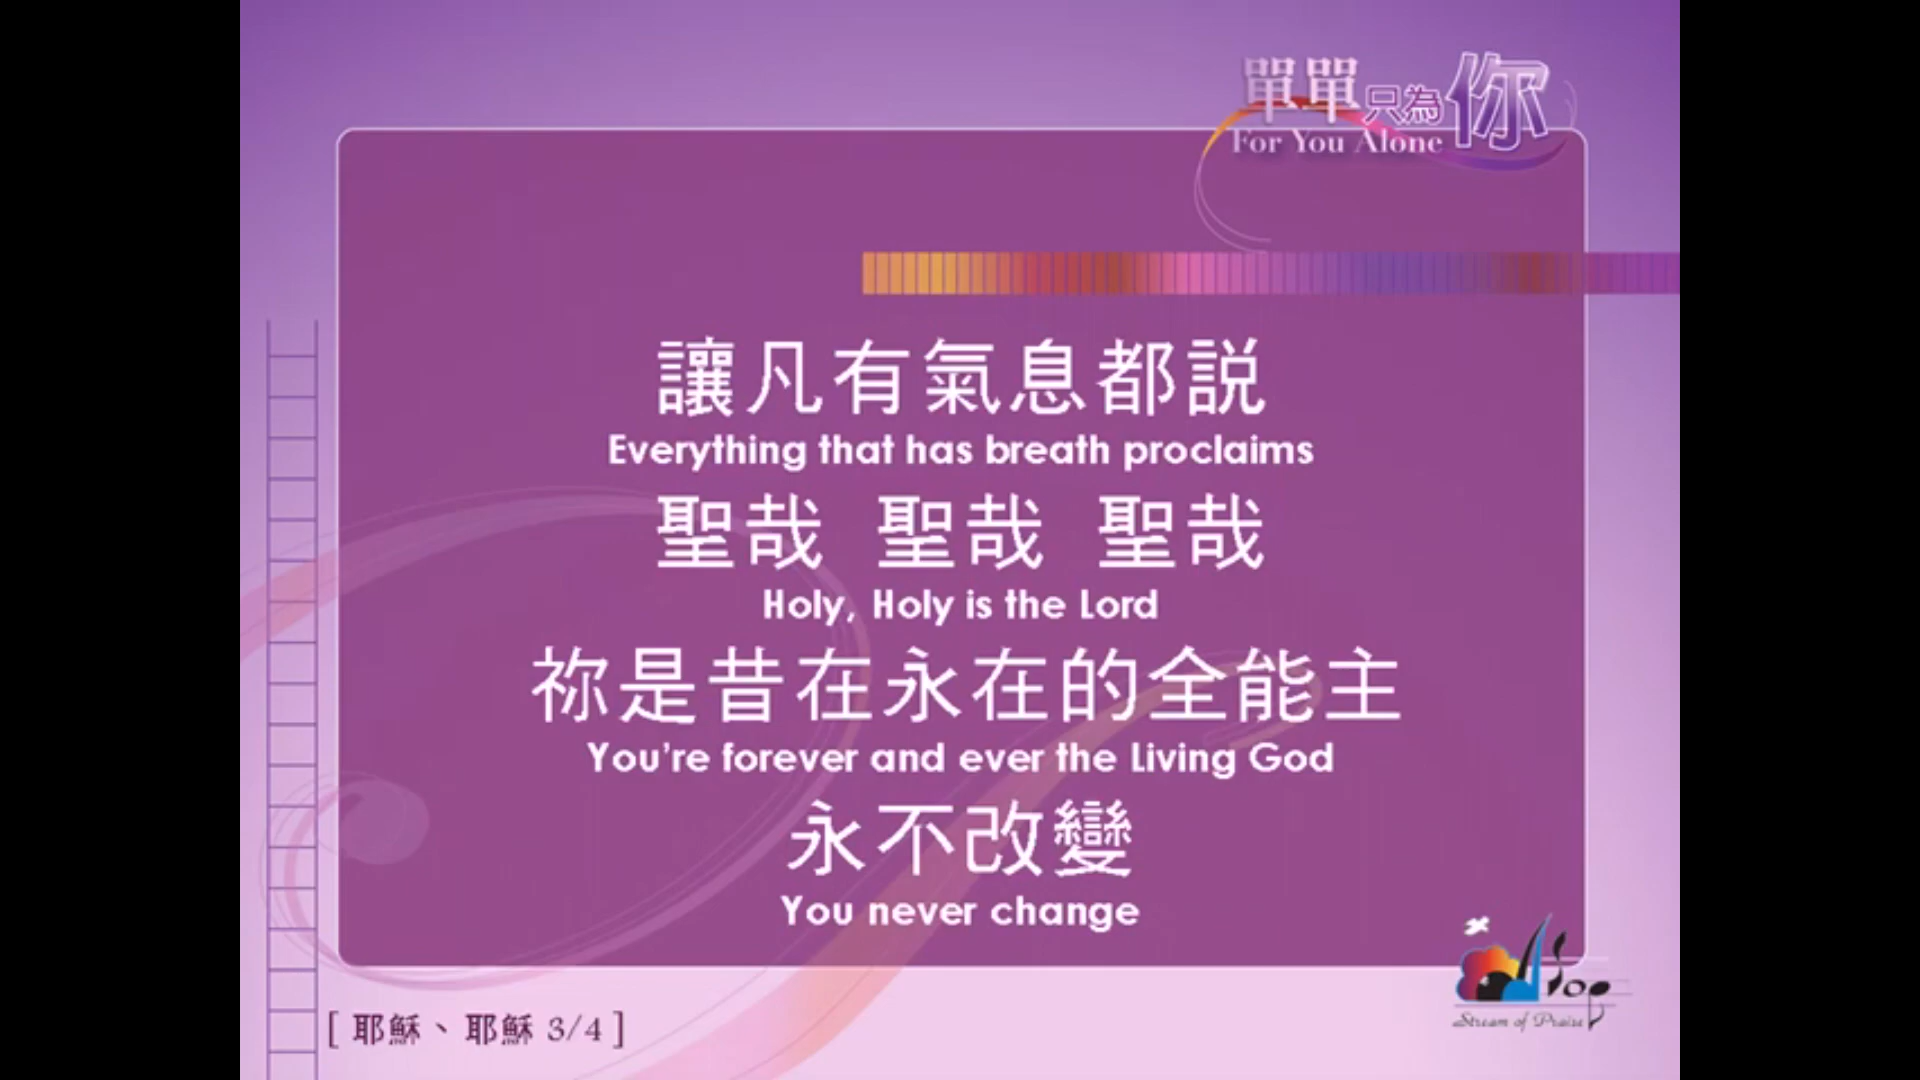 單單只為你
For You Alone
讓凡有氣息都説
Everything that has breath proclaims
聖哉 聖哉 聖哉
Holy, Holy is the Lord
祢是昔在永在的全能主
You're forever and ever the Living God
永不改變
You never change
sop
Stream of Praise
[ 耶穌、耶穌 3/4 ]